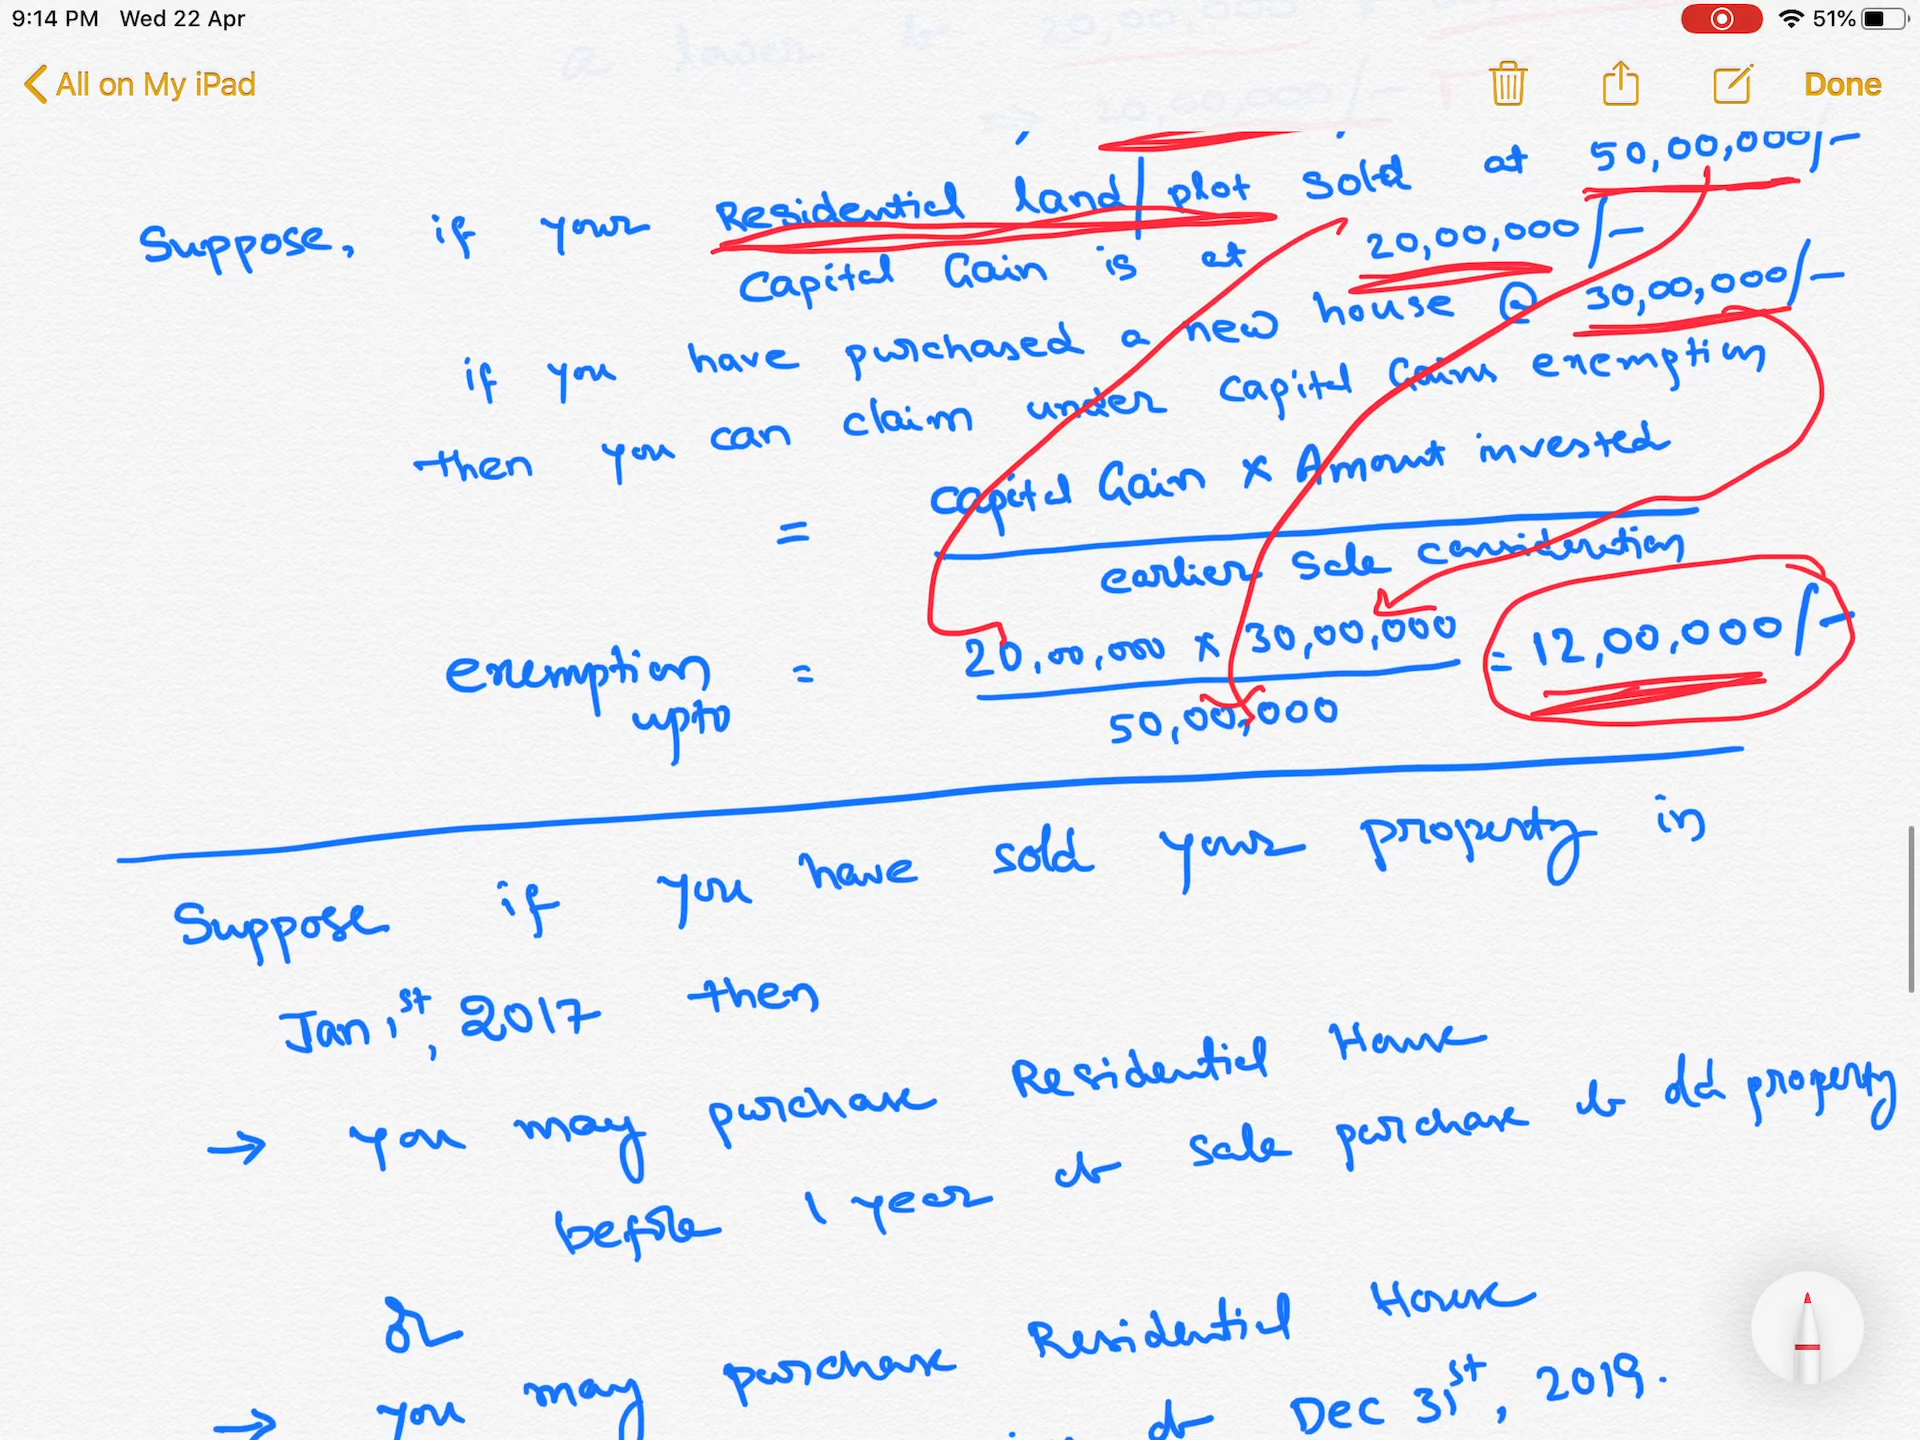 9:14 PM Wed 22 Apr
51%
All on My iPad
Done
Suppose, if your Residential land/plot sold at 50,00,000/-
Capital Gain is at 20,00,000/-
if you have purchased a new house @ 30,00,000/-
then you can claim under capital Gains exemption
= capital Gain x Amount invested
earlier sale consideration
exemption upto = 20,00,000 x 30,00,000 = 12,00,000/-
50,00,000
Suppose if you have sold your property in
Jan 1st, 2017 then
→ you may purchase Residential House
before 1 year of sale purchase of old property
or
→ you may purchase Residential House
of Dec 31st, 2019.